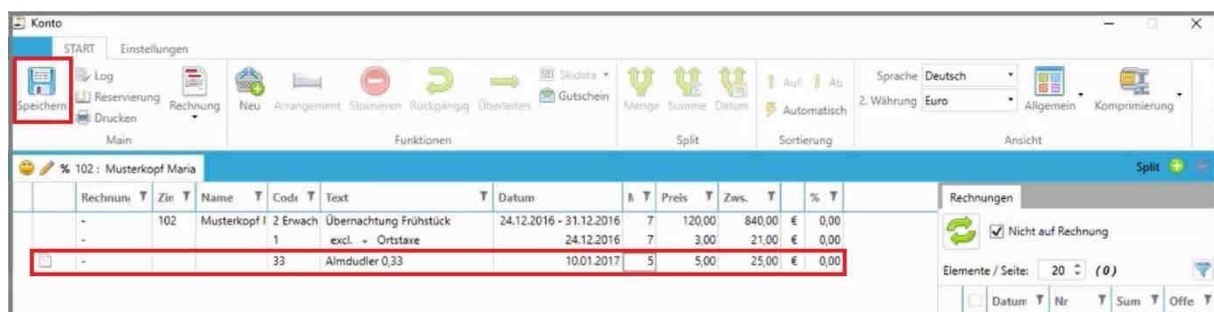 Konto
START Einstellungen
Speichern
Log
Reservierung
Drucken
Rechnung
Main
Neu
Arrangement
Stornieren
Rückgängig
Überleiten
Skidata
Gutschein
Funktionen
Menge
Summe
Datum
Split
Auf Ab
Automatisch
Sortierung
Sprache Deutsch
2. Währung Euro
Allgemein
Komprimierung
Ansicht
% 102 : Musterkopf Maria
Split
Rechnun Zin Name Code Text Datum Preis Zws. %
- 102 Musterkopf 2 Erwach Übernachtung Frühstück 24.12.2016 - 31.12.2016 7 120,00 840,00 € 0,00
- 1 excl. + Ortstaxe 24.12.2016 7 3,00 21,00 € 0,00
- 33 Almdudler 0,33 10.01.2017 5 5,00 25,00 € 0,00
Rechnungen
Nicht auf Rechnung
Elemente / Seite: 20 (0)
Datum Nr Sum Offe